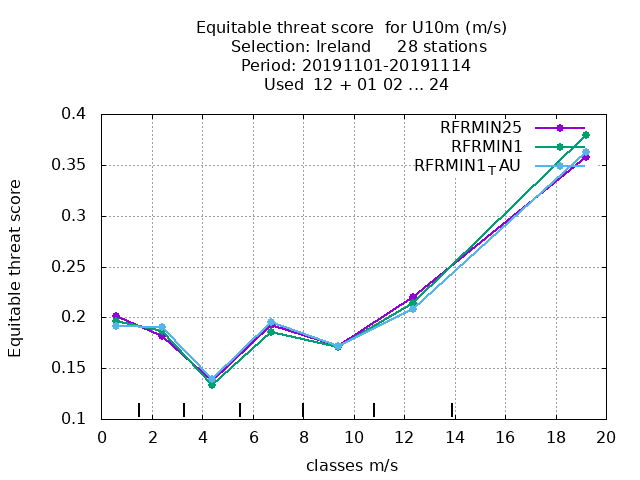 Equitable threat score  for U10m (m/s)
Selection: Ireland     28 stations
Period: 20191101-20191114
Used  12 + 01 02 ... 24
RFRMIN25
RFRMIN1
RFRMIN1TAU
Equitable threat score
0.4
0.35
0.3
0.25
0.2
0.15
0.1
0 2 4 6 8 10 12 14 16 18 20
classes m/s